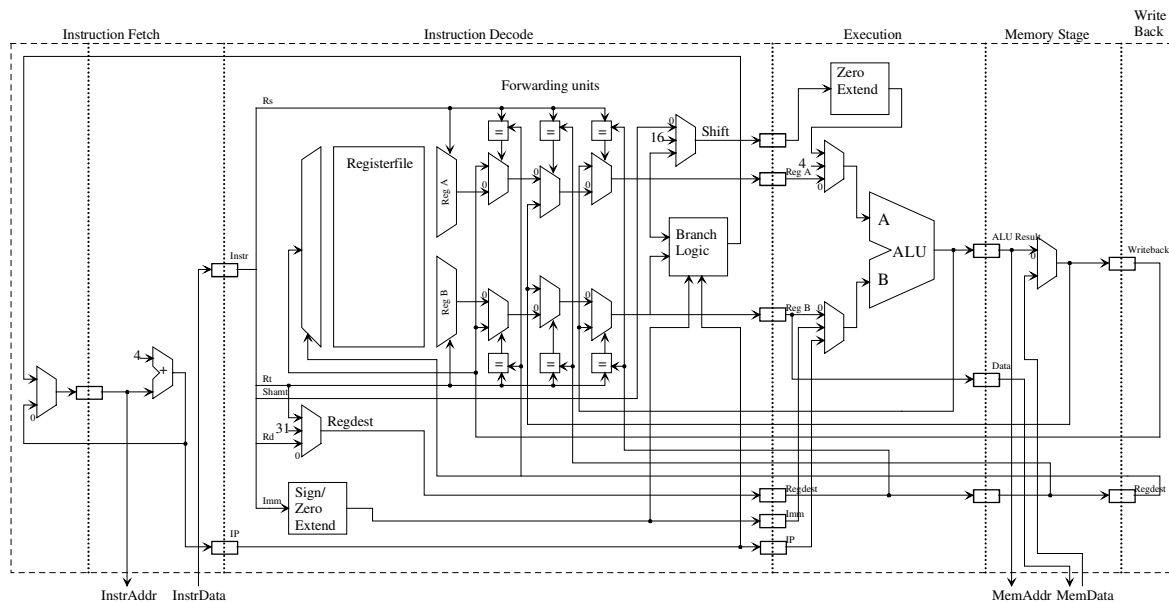 Instruction Fetch
Instruction Decode
Execution
Memory Stage
Write
Back
Forwarding units
Zero
Extend
Rs
=
=
=
0
16
Shift
Registerfile
Reg A
0
0
0
Reg A
4
0
A
ALU
B
Branch
Logic
Instr
ALU Result
0
Writeback
Reg B
0
0
0
Reg B
0
=
=
=
4
+
0
Rt
Shamt
Data
31
Rd
0
Regdest
Imm
Sign/
Zero
Extend
Regdest
Regdest
Imm
IP
IP
InstrAddr
InstrData
MemAddr
MemData